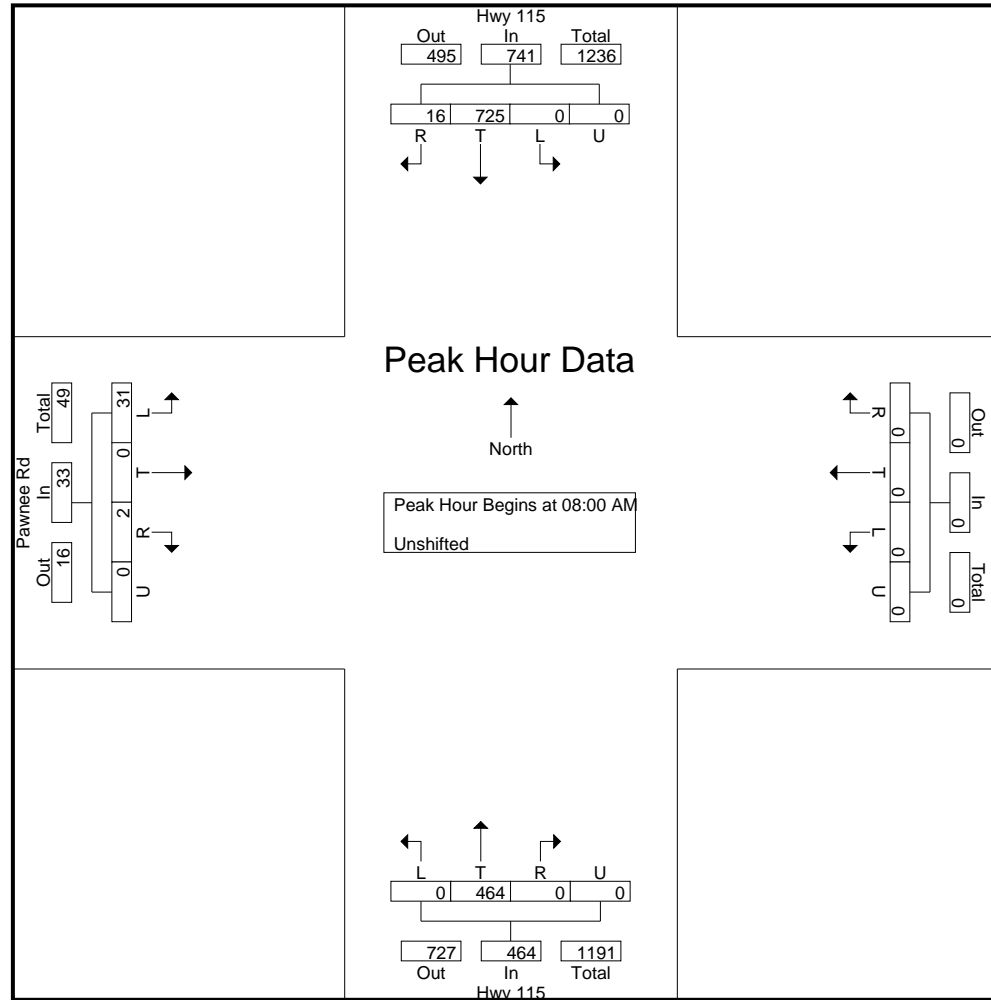 Hwy 115
Out In Total
495 741 1236
16 725 0 0
R T L U
Peak Hour Data
North
Peak Hour Begins at 08:00 AM
Unshifted
Pawnee Rd
Out In Total
16 33 49
31 0 2 0
L T R U
Out In Total
0 0 0
R T L U
0 0 0 0
L T R U
0 464 0 0
727 464 1191
Out In Total
Hwy 115